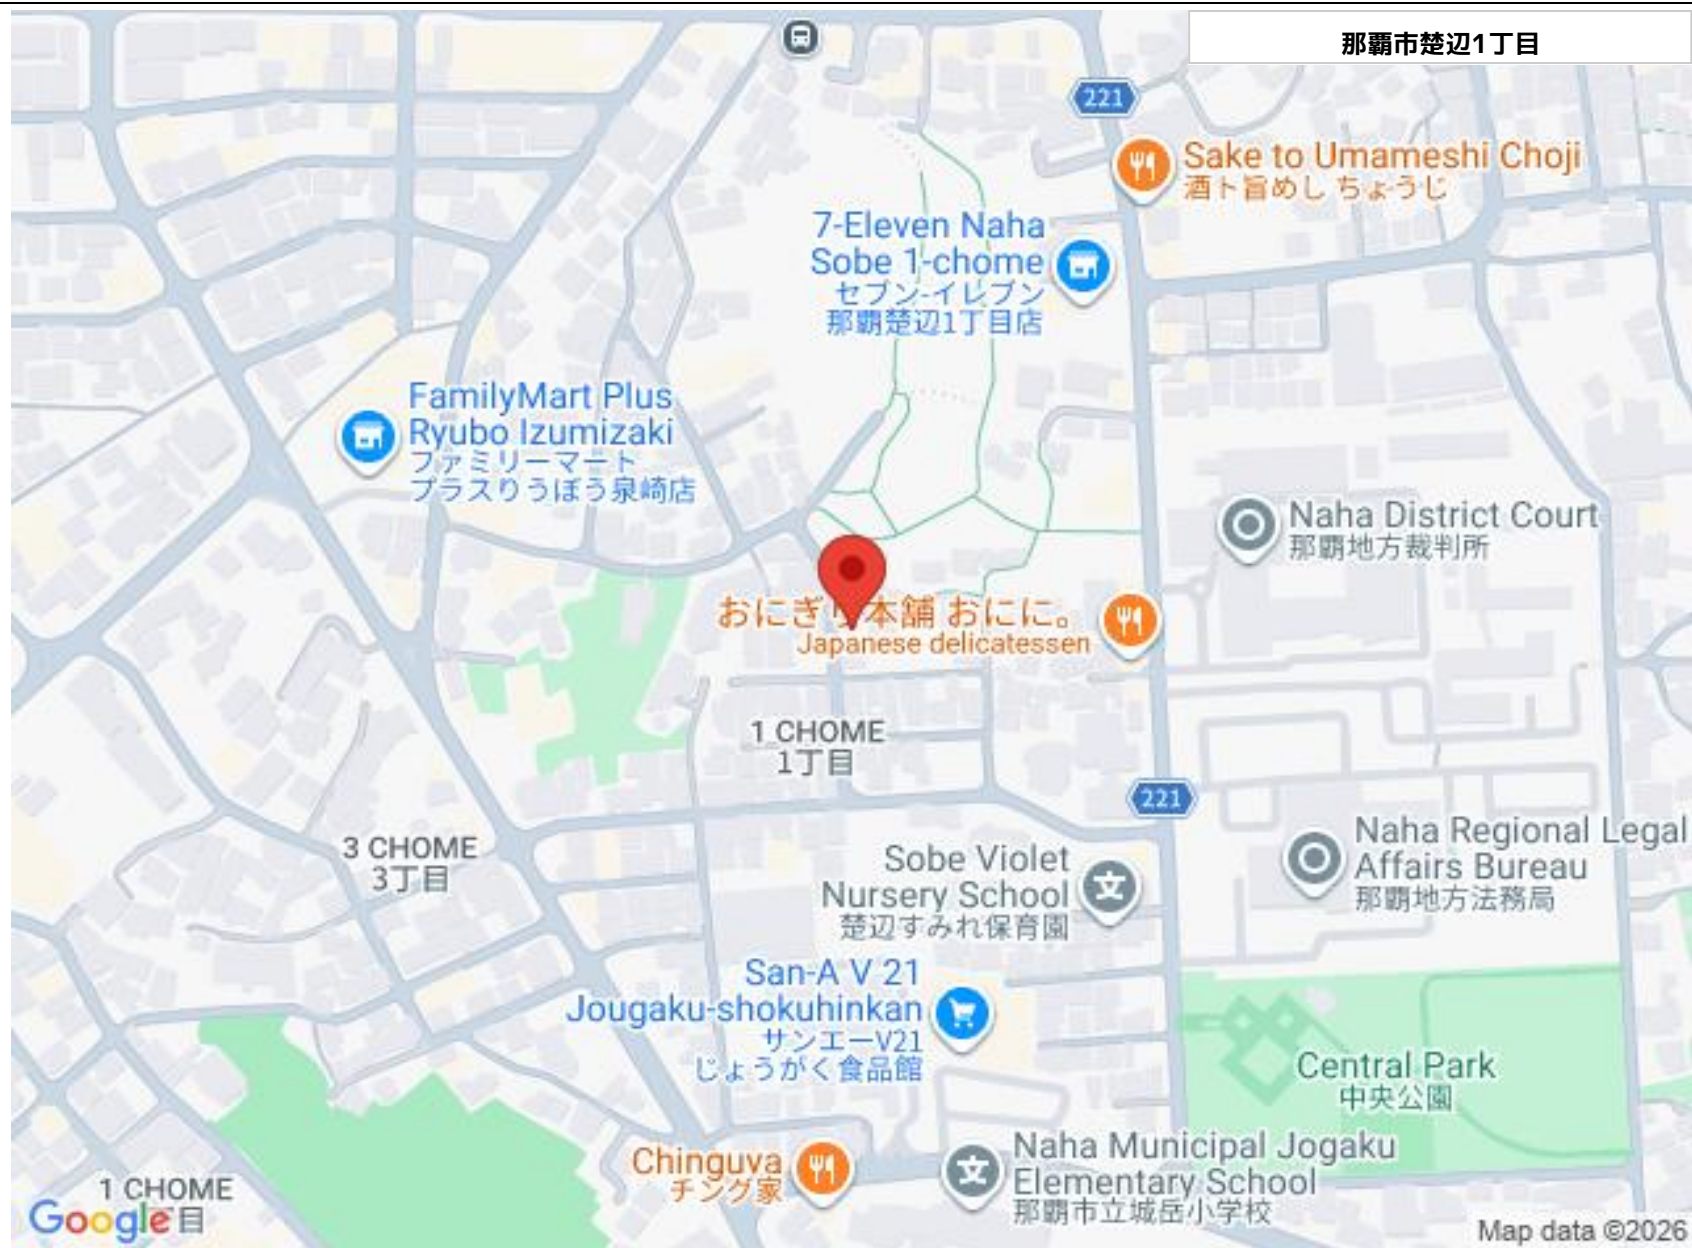 那覇市楚辺1丁目
221
Sake to Umameshi Choji
酒ト旨めし ちょうじ
7-Eleven Naha
Sobe 1-chome
セブン-イレブン
那覇楚辺1丁目店
FamilyMart Plus
Ryubo Izumizaki
ファミリーマート
プラスりうぼう泉崎店
Naha District Court
那覇地方裁判所
おにぎり本舗 おにに。
Japanese delicatessen
1 CHOME
1丁目
221
3 CHOME
3丁目
Naha Regional Legal
Affairs Bureau
那覇地方法務局
Sobe Violet
Nursery School
楚辺すみれ保育園
San-A V 21
Jougaku-shokuhinkan
サンエーV21
じょうがく食品館
Central Park
中央公園
Chinguya
チング家
Naha Municipal Jogaku
Elementary School
那覇市立城岳小学校
1 CHOME
目
Google
Map data ©2026